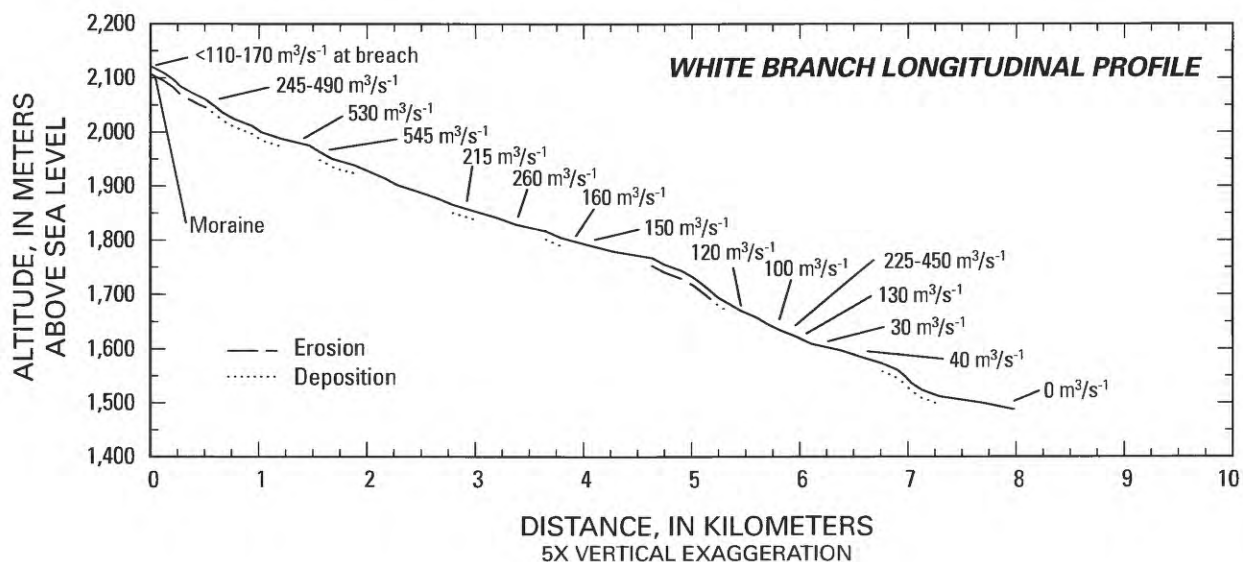 WHITE BRANCH LONGITUDINAL PROFILE
ALTITUDE, IN METERS
ABOVE SEA LEVEL
2,200
2,100
2,000
1,900
1,800
1,700
1,600
1,500
1,400
<110-170 m³/s⁻¹ at breach
245-490 m³/s⁻¹
530 m³/s⁻¹
545 m³/s⁻¹
215 m³/s⁻¹
260 m³/s⁻¹
160 m³/s⁻¹
150 m³/s⁻¹
120 m³/s⁻¹
100 m³/s⁻¹
225-450 m³/s⁻¹
130 m³/s⁻¹
30 m³/s⁻¹
40 m³/s⁻¹
0 m³/s⁻¹
Moraine
Erosion
Deposition
0 1 2 3 4 5 6 7 8 9 10
DISTANCE, IN KILOMETERS
5X VERTICAL EXAGGERATION